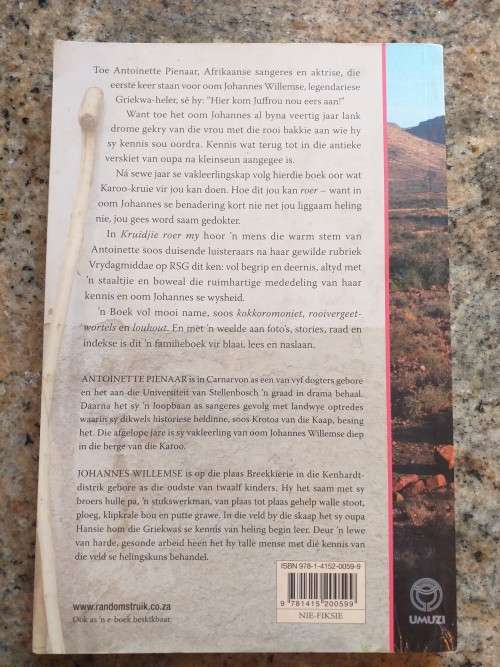 Toe Antoinette Pienaar, Afrikaanse sangeres en aktrise, die
eerste keer staan voor oom Johannes Willemse, legendariese
Griekwa-heler, sê hy: "Hier kom Juffrou nou eers aan!"
Want toe het oom Johannes al byna veertig jaar lank
drome gekry van die vrou met die rooi bakkie aan wie hy
sy kennis sou oordra. Kennis wat terug tot in die antieke
verskiet van oupa na kleinseun aangegee is.
Ná sewe jaar se vakleerlingskap volg hierdie boek oor wat
Karoo-kruie vir jou kan doen. Hoe dit jou kan roer – want in
oom Johannes se benadering kort nie net jou liggaam heling
nie, jou gees word saam gedokter.
In Kruidjie roer my hoor 'n mens die warm stem van
Antoinette soos duisende luisteraars na haar gewilde rubriek
Vrydagmiddae op RSG dit ken: vol begrip en deernis, altyd met
'n staaltjie en bowenal die ruimhartige mededeling van haar
kennis en oom Johannes se wysheid.
'n Boek vol mooi name, soos kokkoromoniet, rooivergeet-
wortels en louhout. En met 'n weelde aan foto's, stories, raad en
indekse is dit 'n familieboek vir blaai, lees en naslaan.
ANTOINETTE PIENAAR is in Carnarvon as een van vyf dogters gebore
en het aan die Universiteit van Stellenbosch 'n graad in drama behaal.
Daarna het sy 'n loopbaan as sangeres gevolg met landwye optredes
waarin sy dikwels historiese heldinne, soos Krotoa van die Kaap, besing
het. Die afgelope jare is sy vakleerling van oom Johannes Willemse diep
in die berge van die Karoo.
JOHANNES WILLEMSE is op die plaas Breekkierie in die Kenhardt-
distrik gebore as die oudste van twaalf kinders. Hy het saam met sy
broers hulle pa, 'n stukswerkman, van plaas tot plaas gehelp walle stoot,
ploeg, klipkrale bou en putte grawe. In die veld by die skaap het sy oupa
Hansie hom die Griekwas se kennis van heling begin leer. Deur 'n lewe
van harde, gesonde arbeid heen het hy talle mense met die kennis van
die veld se helingskuns behandel.
ISBN 978-1-4152-0059-9
9 781415 200599
NIE-FIKSIE
www.randomstruik.co.za
Ook as 'n e-boek beskikbaar
UMUZI